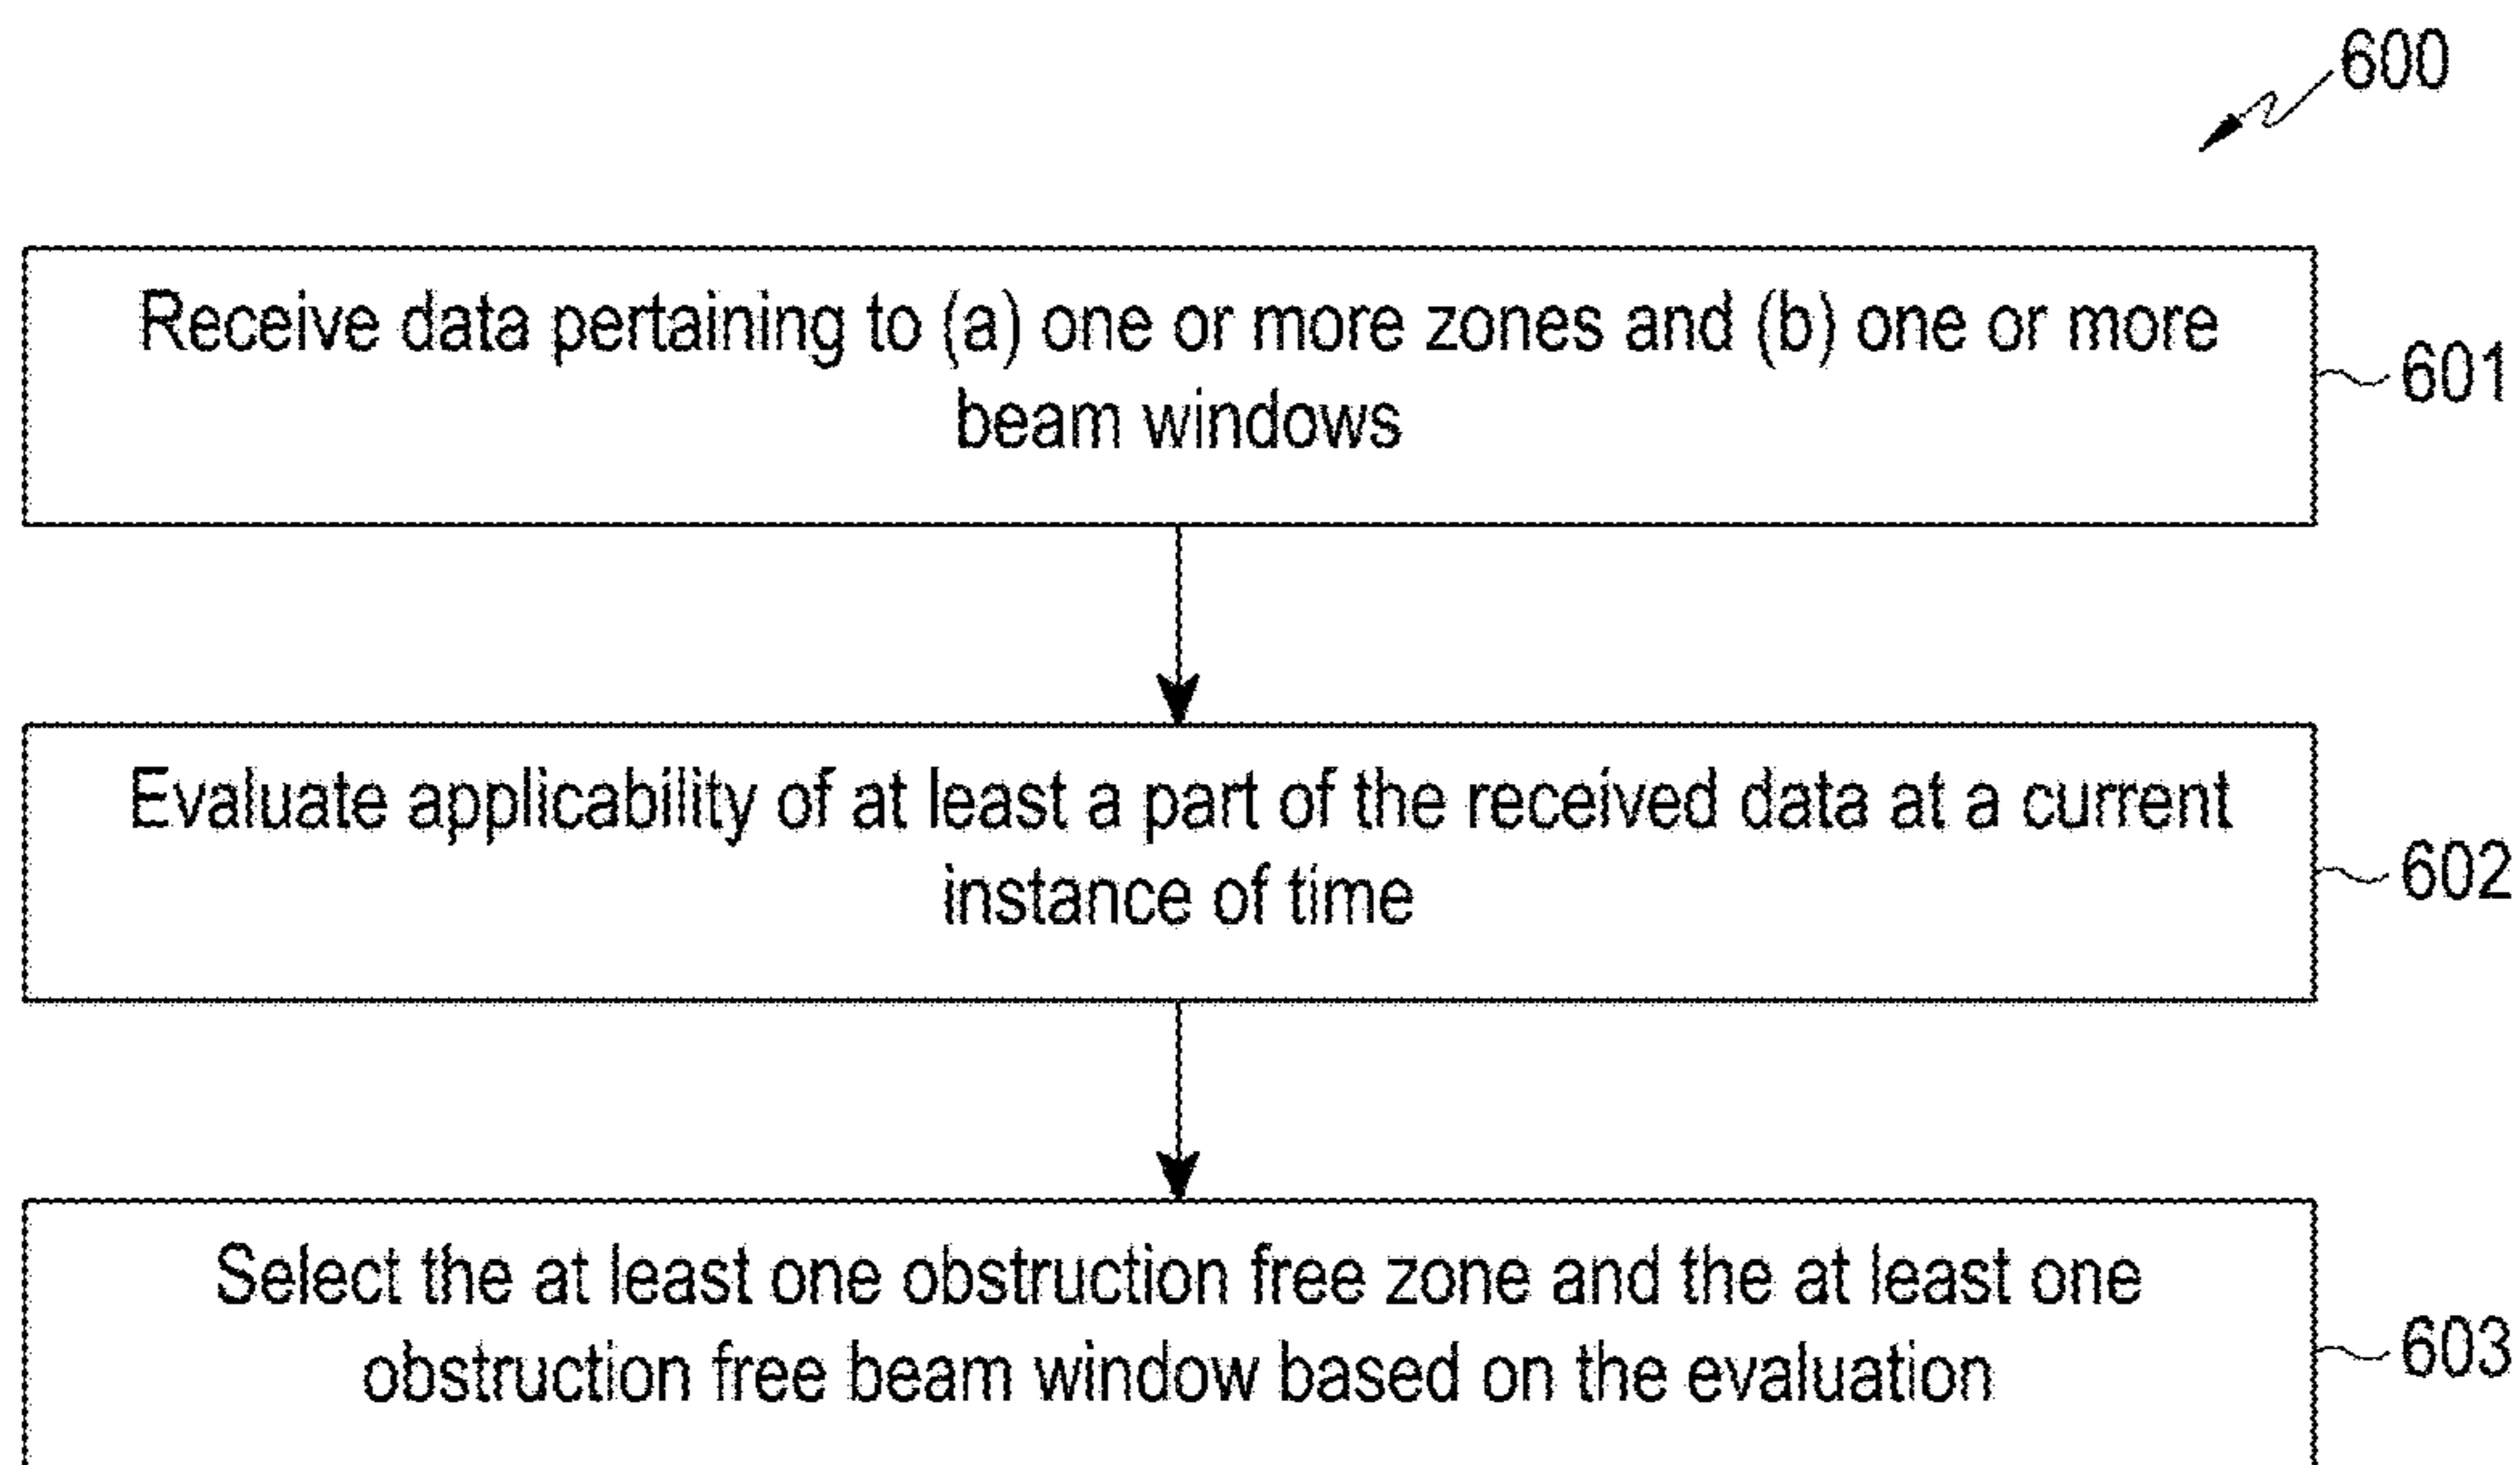 600
Receive data pertaining to (a) one or more zones and (b) one or more
beam windows
601
Evaluate applicability of at least a part of the received data at a current
instance of time
602
Select the at least one obstruction free zone and the at least one
obstruction free beam window based on the evaluation
603